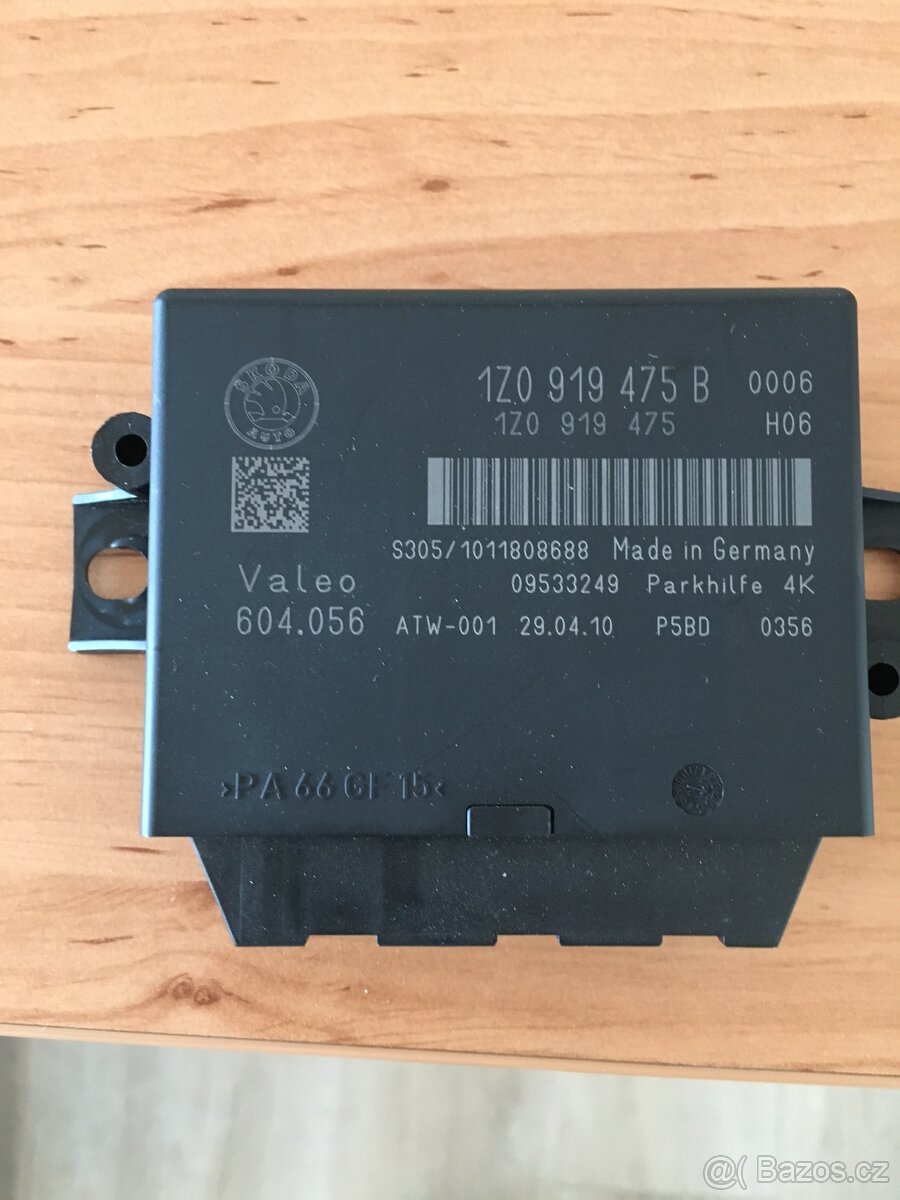 ŠKODA
AUTO
1Z0 919 475 B 0006
1Z0 919 475 H06
S305/1011808688 Made in Germany
Valeo 09533249 Parkhilfe 4K
604.056 ATW-001 29.04.10 P5BD 0356
>PA 66 GF 15<
@( Bazos.cz